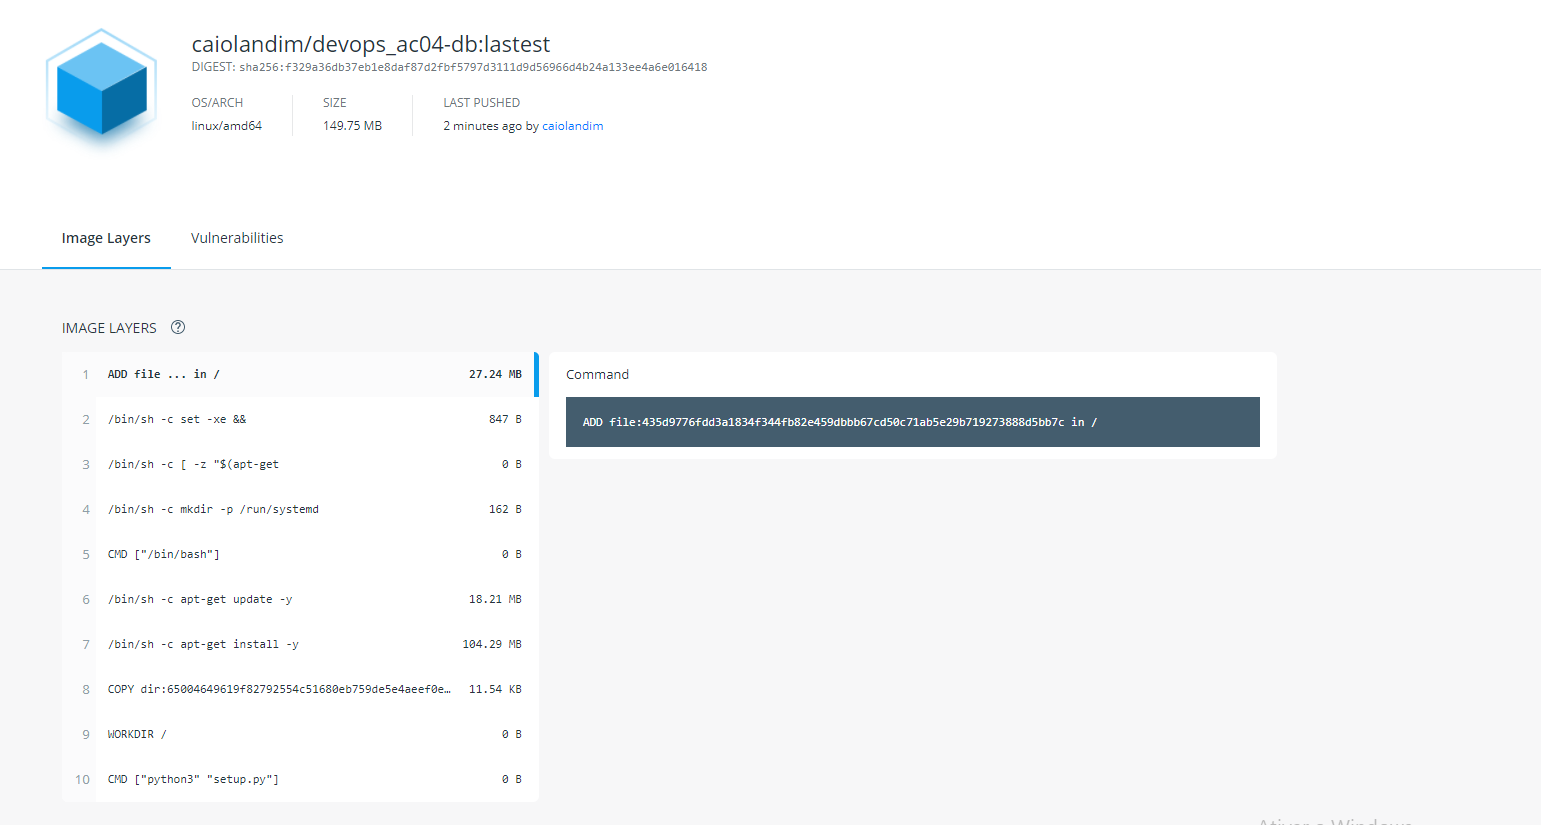 caiolandim/devops_ac04-db:lastest
DIGEST: sha256:f329a36db37eb1e8daf87d2fbf5797d3111d9d56966d4b24a133ee4a6e016418
OS/ARCH
linux/amd64
SIZE
149.75 MB
LAST PUSHED
2 minutes ago by caiolandim
Image Layers
Vulnerabilities
IMAGE LAYERS ?
1 ADD file ... in / 27.24 MB
2 /bin/sh -c set -xe && 847 B
3 /bin/sh -c [ -z "$(apt-get 0 B
4 /bin/sh -c mkdir -p /run/systemd 162 B
5 CMD ["/bin/bash"] 0 B
6 /bin/sh -c apt-get update -y 18.21 MB
7 /bin/sh -c apt-get install -y 104.29 MB
8 COPY dir:65004649619f82792554c51680eb759de5e4aeef0e… 11.54 KB
9 WORKDIR / 0 B
10 CMD ["python3" "setup.py"] 0 B
Command
ADD file:435d9776fdd3a1834f344fb82e459dbbb67cd50c71ab5e29b719273888d5bb7c in /